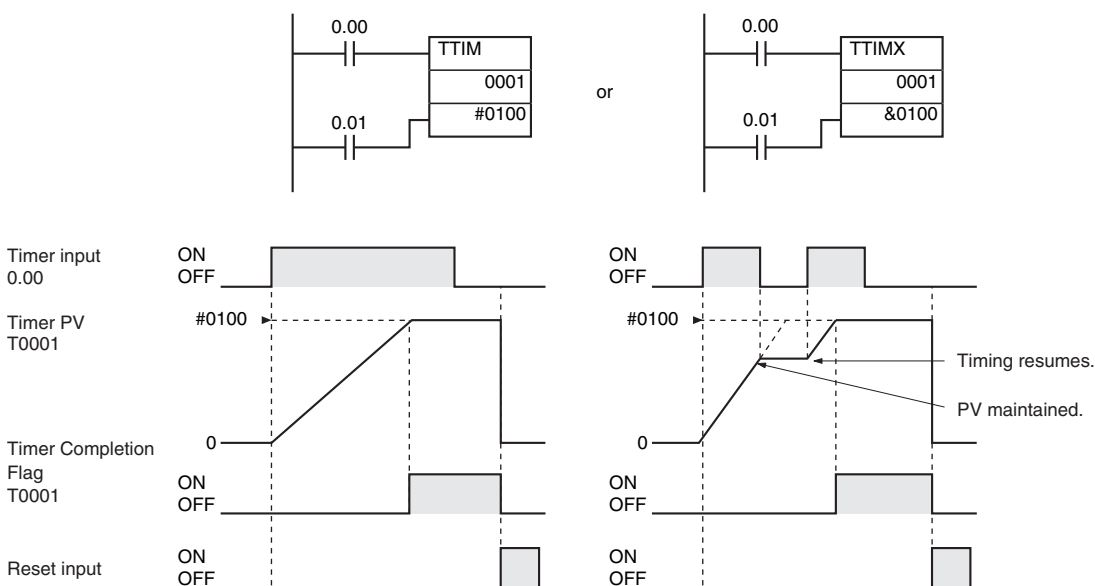 0.00
TTIM
0001
#0100
0.01
or
0.00
TTIMX
0001
&0100
0.01
Timer input
0.00
ON
OFF
ON
OFF
Timer PV
T0001
#0100
0
#0100
0
Timing resumes.
PV maintained.
Timer Completion
Flag
T0001
ON
OFF
ON
OFF
Reset input
ON
OFF
ON
OFF